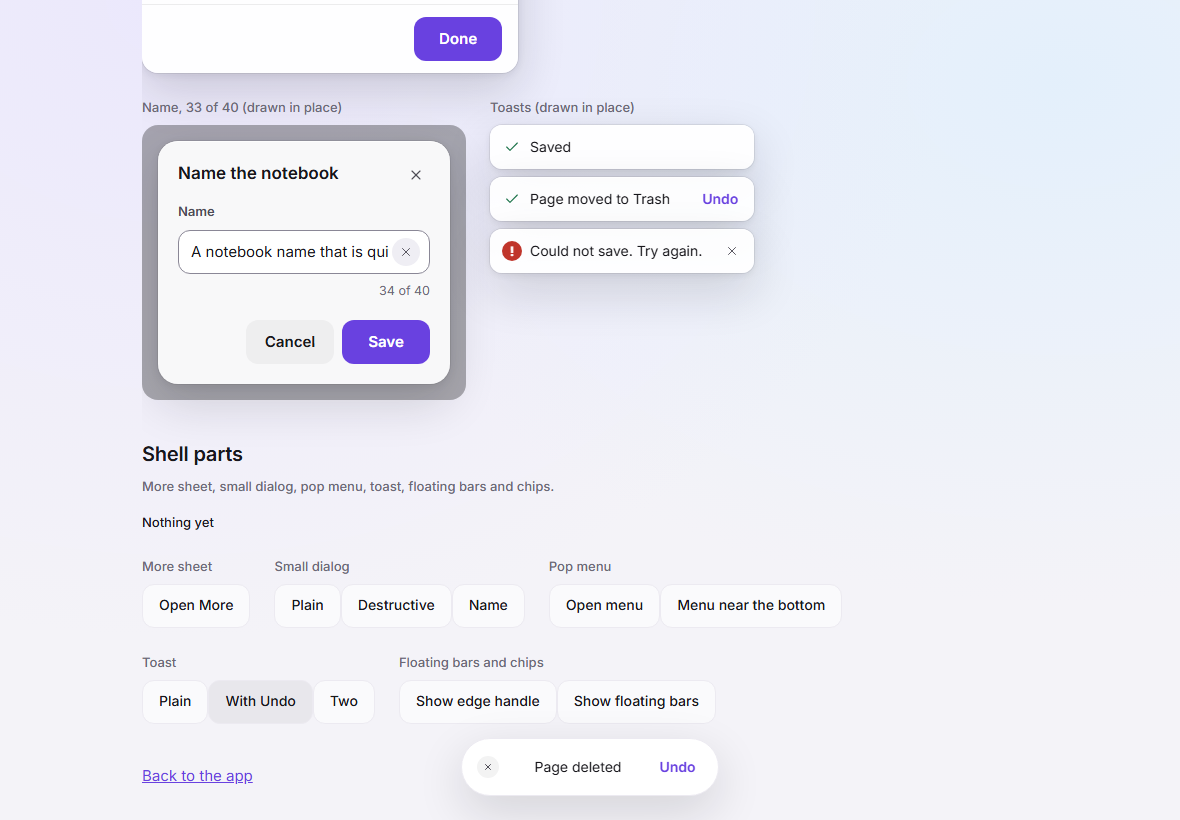 Done
Name, 33 of 40 (drawn in place)
Toasts (drawn in place)
Name the notebook
Name
A notebook name that is qui
34 of 40
Cancel
Save
Saved
Page moved to Trash
Undo
Could not save. Try again.
Shell parts
More sheet, small dialog, pop menu, toast, floating bars and chips.
Nothing yet
More sheet
Small dialog
Pop menu
Open More
Plain
Destructive
Name
Open menu
Menu near the bottom
Toast
Floating bars and chips
Plain
With Undo
Two
Show edge handle
Show floating bars
Back to the app
Page deleted
Undo